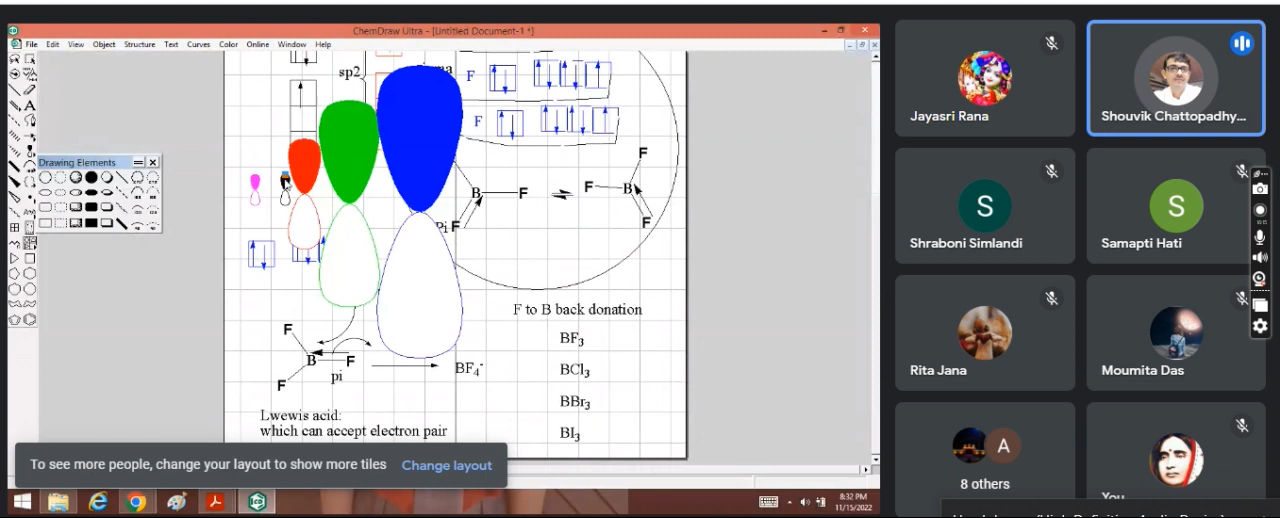 ChemDraw Ultra - [Untitled Document-1 *]
File Edit View Object Structure Text Curves Color Online Window Help
Drawing Elements
A
sp2
F
F
F
B F
F
B
F
F
Pi F
F to B back donation
BF3
BCl3
BBr3
BI3
F
B F
F
pi
BF4-
Lwewis acid:
which can accept electron pair
To see more people, change your layout to show more tiles Change layout
8:32 PM
11/15/2022
Jayasri Rana
Shouvik Chattopadhy...
S
Shraboni Simlandi
S
Samapti Hati
Rita Jana
Moumita Das
A
8 others
You